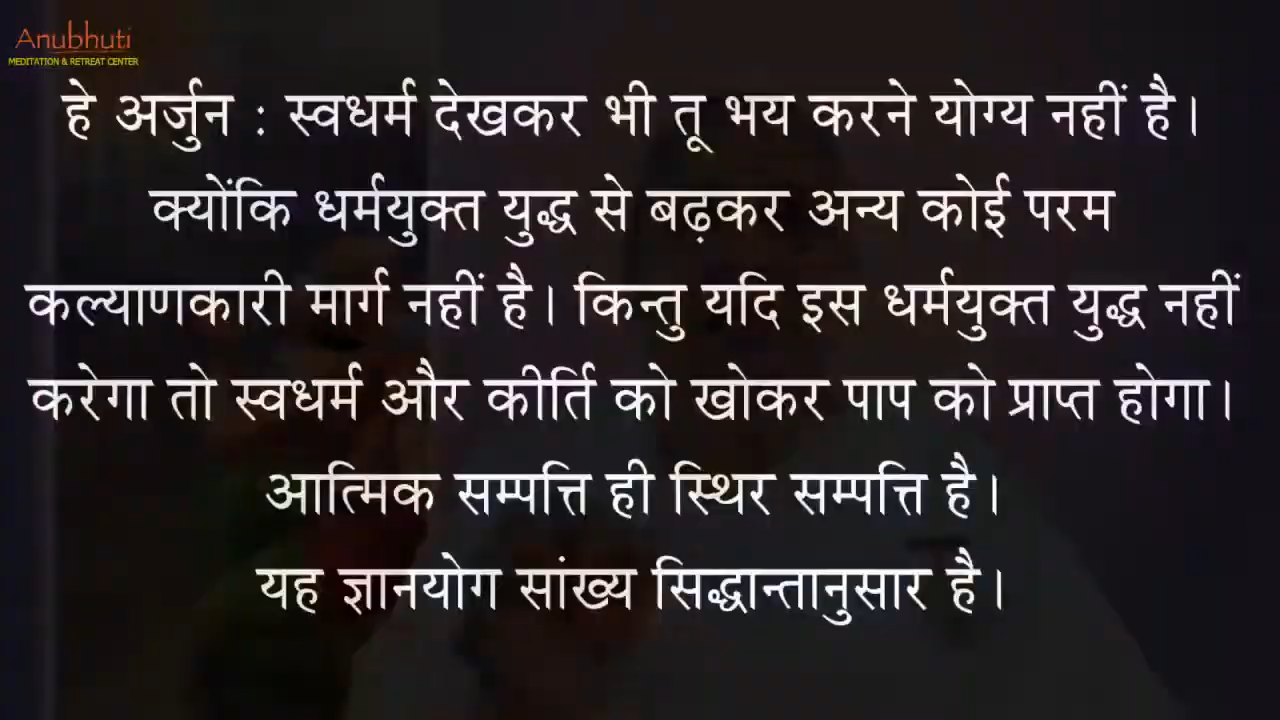 Anubhuti
MEDITATION & RETREAT CENTER
हे अर्जुन : स्वधर्म देखकर भी तू भय करने योग्य नहीं है।
क्योंकि धर्मयुक्त युद्ध से बढ़कर अन्य कोई परम
कल्याणकारी मार्ग नहीं है। किन्तु यदि इस धर्मयुक्त युद्ध नहीं
करेगा तो स्वधर्म और कीर्ति को खोकर पाप को प्राप्त होगा।
आत्मिक सम्पत्ति ही स्थिर सम्पत्ति है।
यह ज्ञानयोग सांख्य सिद्धान्तानुसार है।